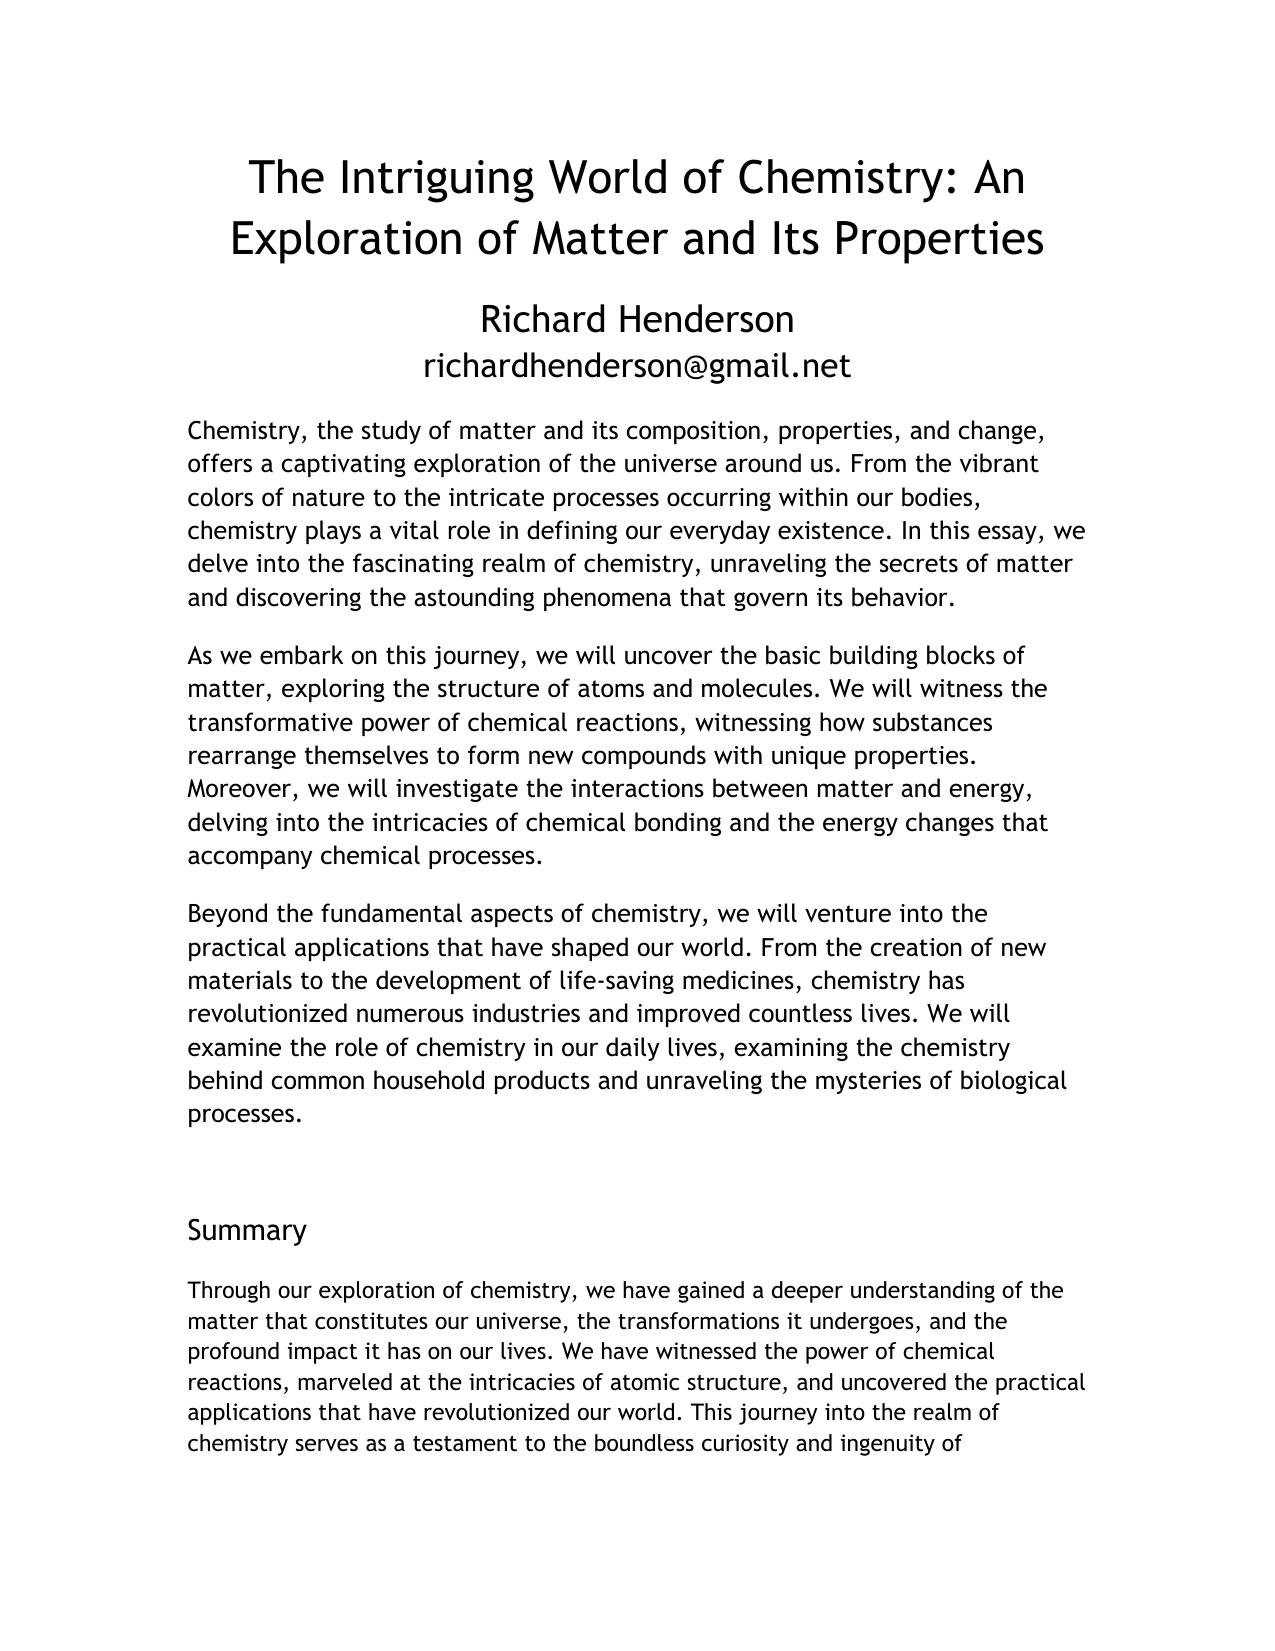 The Intriguing World of Chemistry: An
Exploration of Matter and Its Properties
Richard Henderson
richardhenderson@gmail.net
Chemistry, the study of matter and its composition, properties, and change,
offers a captivating exploration of the universe around us. From the vibrant
colors of nature to the intricate processes occurring within our bodies,
chemistry plays a vital role in defining our everyday existence. In this essay, we
delve into the fascinating realm of chemistry, unraveling the secrets of matter
and discovering the astounding phenomena that govern its behavior.
As we embark on this journey, we will uncover the basic building blocks of
matter, exploring the structure of atoms and molecules. We will witness the
transformative power of chemical reactions, witnessing how substances
rearrange themselves to form new compounds with unique properties.
Moreover, we will investigate the interactions between matter and energy,
delving into the intricacies of chemical bonding and the energy changes that
accompany chemical processes.
Beyond the fundamental aspects of chemistry, we will venture into the
practical applications that have shaped our world. From the creation of new
materials to the development of life-saving medicines, chemistry has
revolutionized numerous industries and improved countless lives. We will
examine the role of chemistry in our daily lives, examining the chemistry
behind common household products and unraveling the mysteries of biological
processes.
Summary
Through our exploration of chemistry, we have gained a deeper understanding of the
matter that constitutes our universe, the transformations it undergoes, and the
profound impact it has on our lives. We have witnessed the power of chemical
reactions, marveled at the intricacies of atomic structure, and uncovered the practical
applications that have revolutionized our world. This journey into the realm of
chemistry serves as a testament to the boundless curiosity and ingenuity of